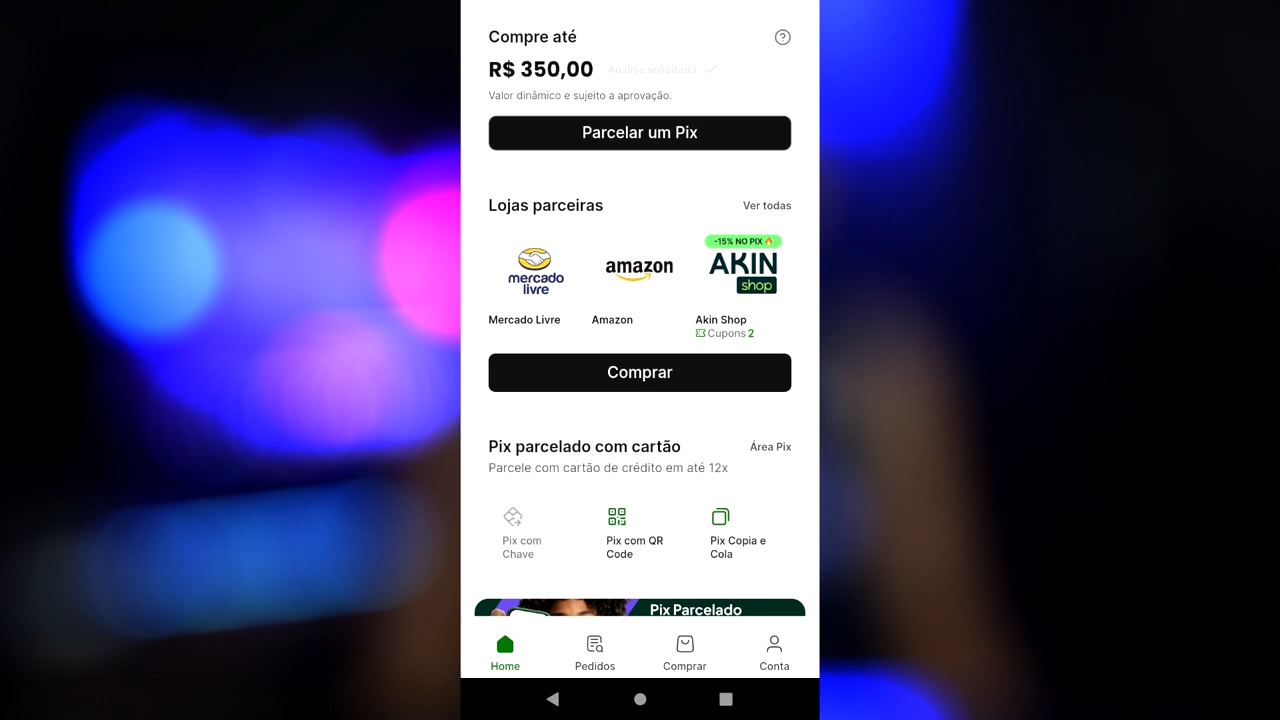 Compre até
R$ 350,00 Análise solicitada
Valor dinâmico e sujeito a aprovação.
Parcelar um Pix
Lojas parceiras
Ver todas
-15% NO PIX
mercado
livre
amazon
AKIN
shop
Mercado Livre
Amazon
Akin Shop
Cupons 2
Comprar
Pix parcelado com cartão
Área Pix
Parcele com cartão de crédito em até 12x
Pix com
Chave
Pix com QR
Code
Pix Copia e
Cola
Pix Parcelado
Home
Pedidos
Comprar
Conta